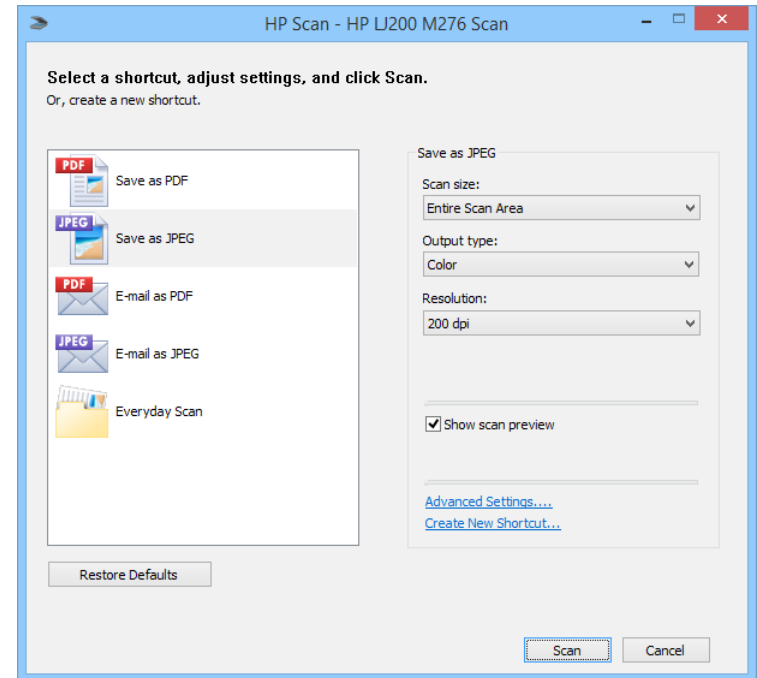 HP Scan - HP LJ200 M276 Scan
Select a shortcut, adjust settings, and click Scan.
Or, create a new shortcut.
PDF
Save as PDF
JPEG
Save as JPEG
PDF
E-mail as PDF
JPEG
E-mail as JPEG
Everyday Scan
Restore Defaults
Save as JPEG
Scan size:
Entire Scan Area
Output type:
Color
Resolution:
200 dpi
Show scan preview
Advanced Settings....
Create New Shortcut...
Scan
Cancel